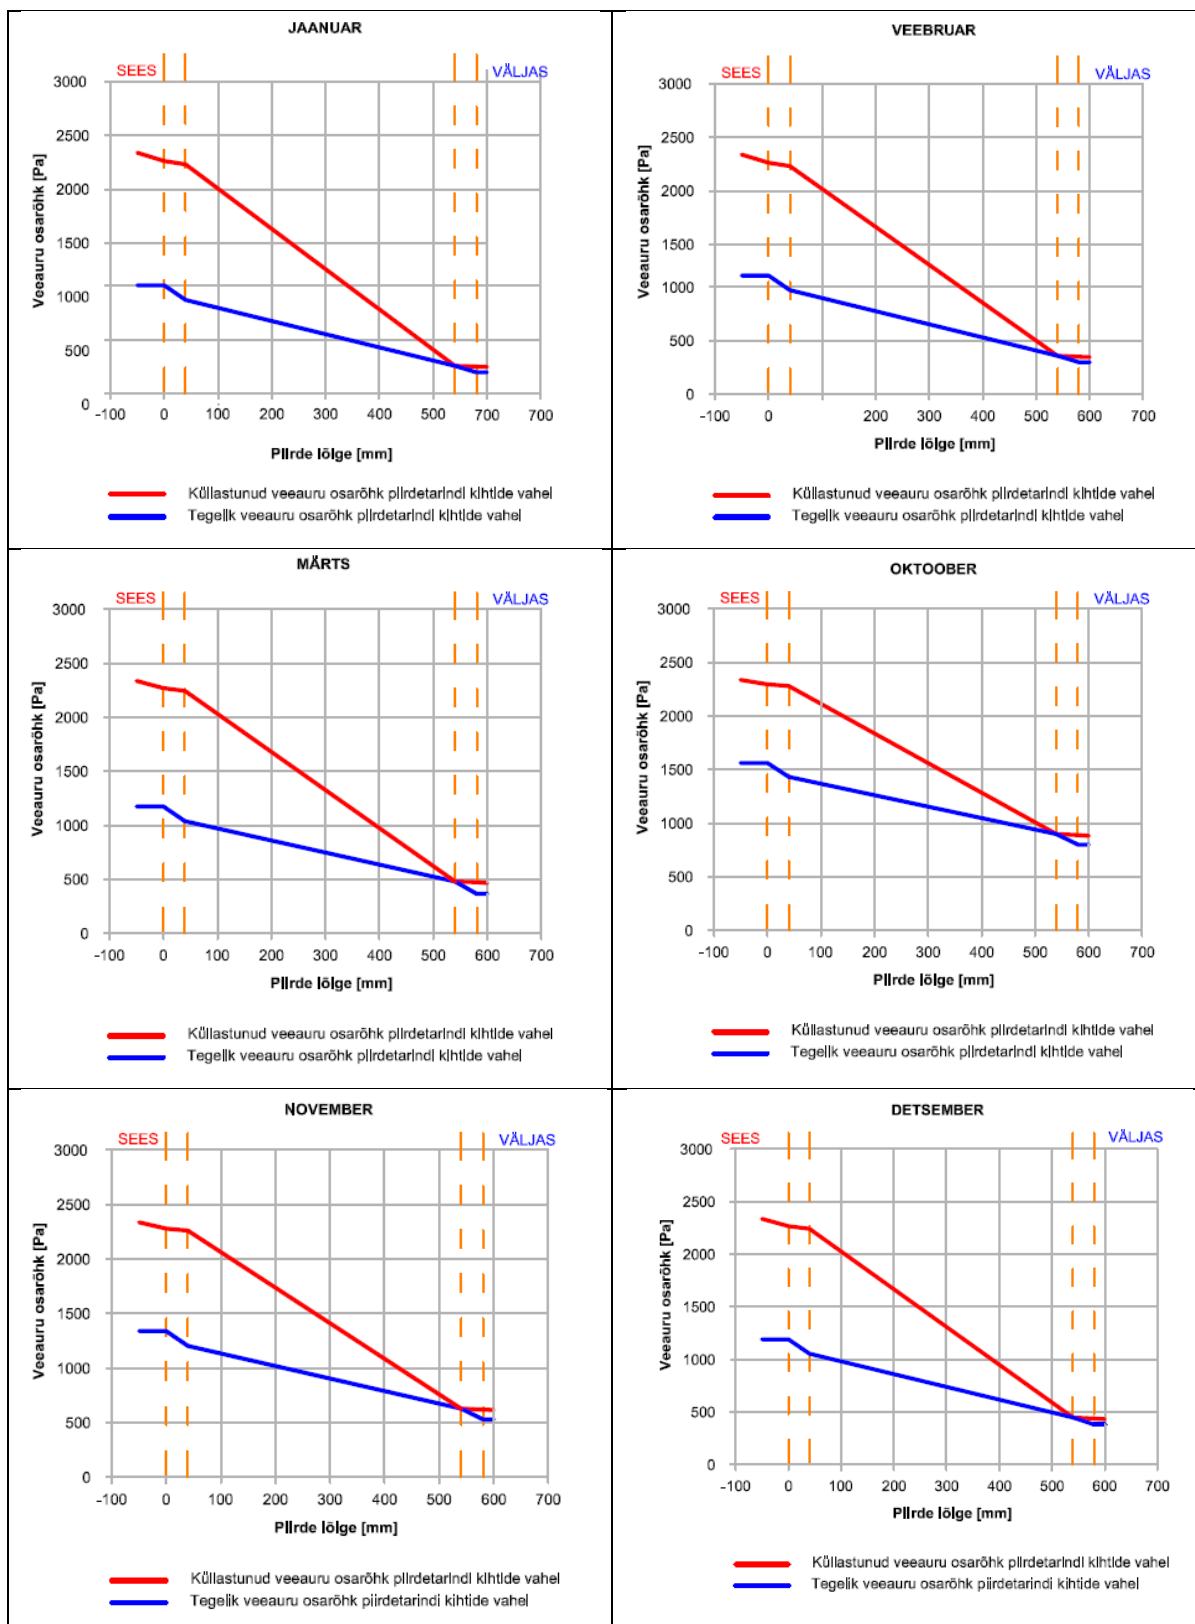 JAANUAR
SEES
VÄLJAS
3000
2500
2000
1500
1000
500
0
Veeauru osarõhk [Pa]
-100 0 100 200 300 400 500 700 700
Piirde lõige [mm]
Küllastunud veeauru osarõhk piirdetarindi kihtide vahel
Tegelik veeauru osarõhk piirdetarindi kihtide vahel
VEEBRUAR
SEES
VÄLJAS
3000
2500
2000
1500
1000
500
0
Veeauru osarõhk [Pa]
-100 0 200 300 400 500 600 700
Piirde lõige [mm]
Küllastunud veeauru osarõhk piirdetarindi kihtide vahel
Tegelik veeauru osarõhk piirdetarindi kihtide vahel
MÄRTS
SEES
VÄLJAS
3000
2500
2000
1500
1000
500
0
Veeauru osarõhk [Pa]
-100 0 100 200 300 400 500 600 700
Piirde lõige [mm]
Küllastunud veeauru osarõhk piirdetarindi kihtide vahel
Tegelik veeauru osarõhk piirdetarindi kihtide vahel
OKTOOBER
SEES
VÄLJAS
3000
2500
2000
1500
1000
500
0
Veeauru osarõhk [Pa]
-100 0 100 200 300 400 500 600 700
Piirde lõige [mm]
Küllastunud veeauru osarõhk piirdetarindi kihtide vahel
Tegelik veeauru osarõhk piirdetarindi kihtide vahel
NOVEMBER
SEES
VÄLJAS
3000
2500
2000
1500
1000
500
0
Veeauru osarõhk [Pa]
-100 0 100 200 300 400 500 600 700
Piirde lõige [mm]
Küllastunud veeauru osarõhk piirdetarindi kihtide vahel
Tegelik veeauru osarõhk piirdetarindi kihtide vahel
DETSEMBER
SEES
VÄLJAS
3000
2500
2000
1500
1000
500
0
Veeauru osarõhk [Pa]
-100 0 100 200 300 400 500 600 700
Piirde lõige [mm]
Küllastunud veeauru osarõhk piirdetarindi kihtide vahel
Tegelik veeauru osarõhk piirdetarindi kihtide vahel